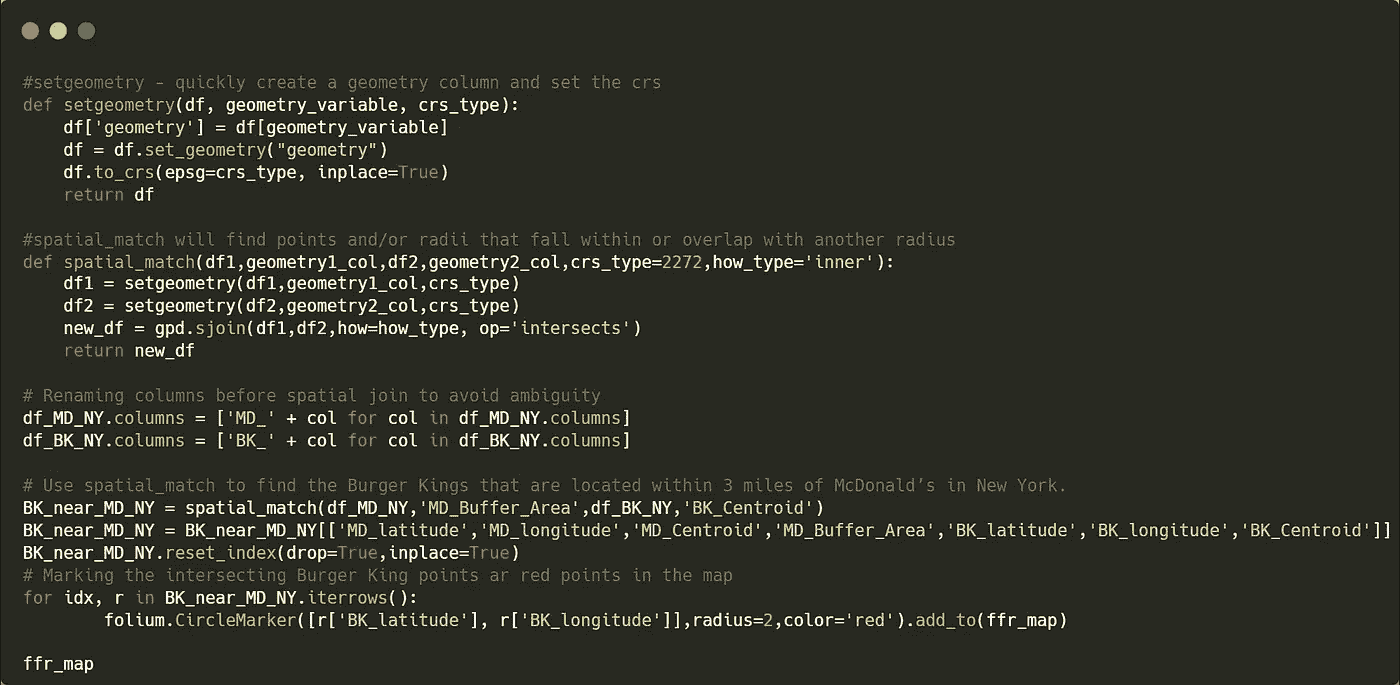 #setgeometry - quickly create a geometry column and set the crs
def setgeometry(df, geometry_variable, crs_type):
    df['geometry'] = df[geometry_variable]
    df = df.set_geometry("geometry")
    df.to_crs(epsg=crs_type, inplace=True)
    return df

#spatial_match will find points and/or radii that fall within or overlap with another radius
def spatial_match(df1,geometry1_col,df2,geometry2_col,crs_type=2272,how_type='inner'):
    df1 = setgeometry(df1,geometry1_col,crs_type)
    df2 = setgeometry(df2,geometry2_col,crs_type)
    new_df = gpd.sjoin(df1,df2,how=how_type, op='intersects')
    return new_df

# Renaming columns before spatial join to avoid ambiguity
df_MD_NY.columns = ['MD_' + col for col in df_MD_NY.columns]
df_BK_NY.columns = ['BK_' + col for col in df_BK_NY.columns]

# Use spatial_match to find the Burger Kings that are located within 3 miles of McDonald’s in New York.
BK_near_MD_NY = spatial_match(df_MD_NY,'MD_Buffer_Area',df_BK_NY,'BK_Centroid')
BK_near_MD_NY = BK_near_MD_NY[['MD_latitude','MD_longitude','MD_Centroid','MD_Buffer_Area','BK_latitude','BK_longitude','BK_Centroid']]
BK_near_MD_NY.reset_index(drop=True,inplace=True)
# Marking the intersecting Burger King points ar red points in the map
for idx, r in BK_near_MD_NY.iterrows():
        folium.CircleMarker([r['BK_latitude'], r['BK_longitude']],radius=2,color='red').add_to(ffr_map)

ffr_map